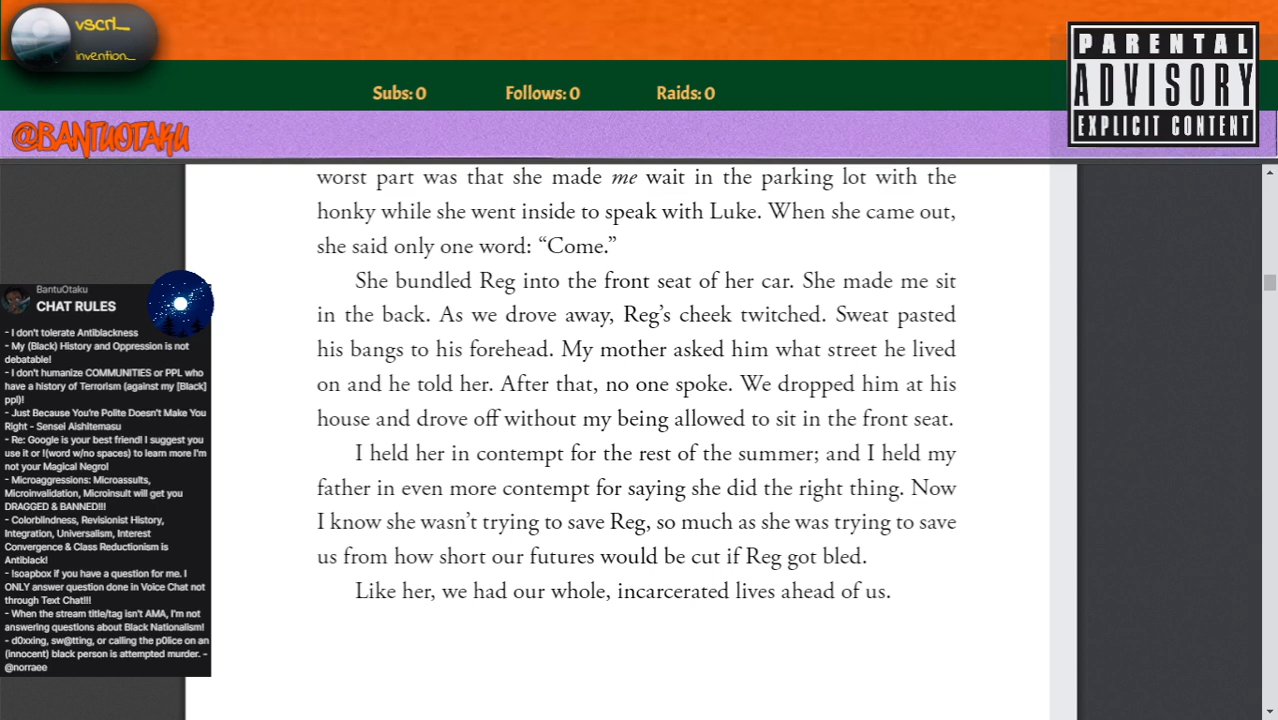 vscrl_
invention_
PARENTAL
ADVISORY
EXPLICIT CONTENT
Subs: 0
Follows: 0
Raids: 0
@BANTUOTAKU
worst part was that she made me wait in the parking lot with the
honky while she went inside to speak with Luke. When she came out,
she said only one word: “Come.”
She bundled Reg into the front seat of her car. She made me sit
in the back. As we drove away, Reg’s cheek twitched. Sweat pasted
his bangs to his forehead. My mother asked him what street he lived
on and he told her. After that, no one spoke. We dropped him at his
house and drove off without my being allowed to sit in the front seat.
I held her in contempt for the rest of the summer; and I held my
father in even more contempt for saying she did the right thing. Now
I know she wasn’t trying to save Reg, so much as she was trying to save
us from how short our futures would be cut if Reg got bled.
Like her, we had our whole, incarcerated lives ahead of us.
BantuOtaku
CHAT RULES
- I don't tolerate Antiblackness
- My (Black) History and Oppression is not
debatable!
- I don't humanize COMMUNITIES or PPL who
have a history of Terrorism (against my [Black]
ppl)!
- Just Because You're Polite Doesn't Make You
Right - Sensei Aishitemasu
- Re: Google is your best friend! I suggest you
use it or !(word w/no spaces) to learn more I'm
not your Magical Negro!
- Microaggressions: Microassults,
Microinvalidation, Microinsult will get you
DRAGGED & BANNED!!!
- Colorblindness, Revisionist History,
Integration, Universalism, Interest
Convergence & Class Reductionism is
Antiblack!
- !soapbox if you have a question for me. I
ONLY answer question done in Voice Chat not
through Text Chat!!!
- When the stream title/tag isn't AMA, I'm not
answering questions about Black Nationalism!
- d0xxing, sw@tting, or calling the p0lice on an
(innocent) black person is attempted murder. -
@norraee